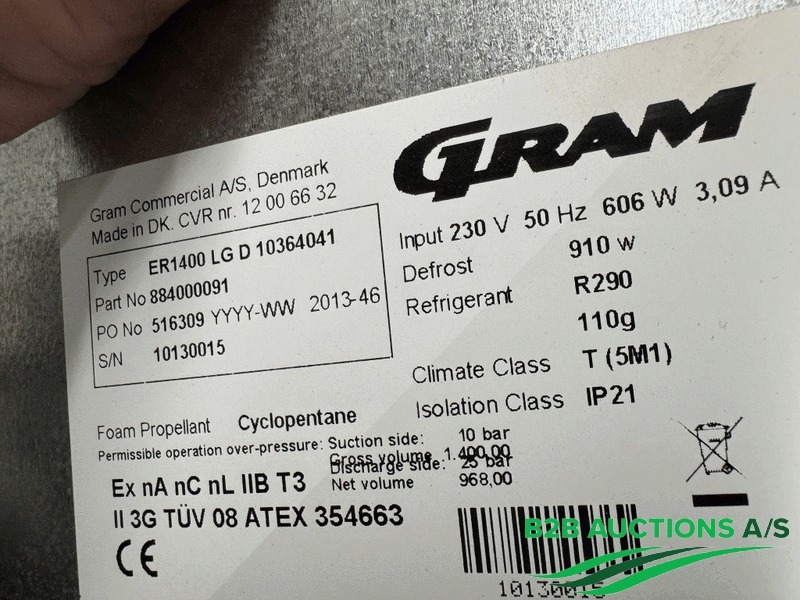 GRAM
Gram Commercial A/S, Denmark
Made in DK. CVR nr. 12 00 66 32
Type ER1400 LG D 10364041
Part No 884000091
PO No 516309 YYYY-WW 2013-46
S/N 10130015
Input 230 V 50 Hz 606 W 3,09 A
Defrost 910 W
Refrigerant R290
110g
Climate Class T (5M1)
Isolation Class IP21
Foam Propellant Cyclopentane
Permissible operation over-pressure: Suction side: 10 bar
Gross volume 1.400,00
Discharge side: 25 bar
Net volume 968,00
Ex nA nC nL IIB T3
II 3G TÜV 08 ATEX 354663
CE
10130015
B2B AUCTIONS A/S